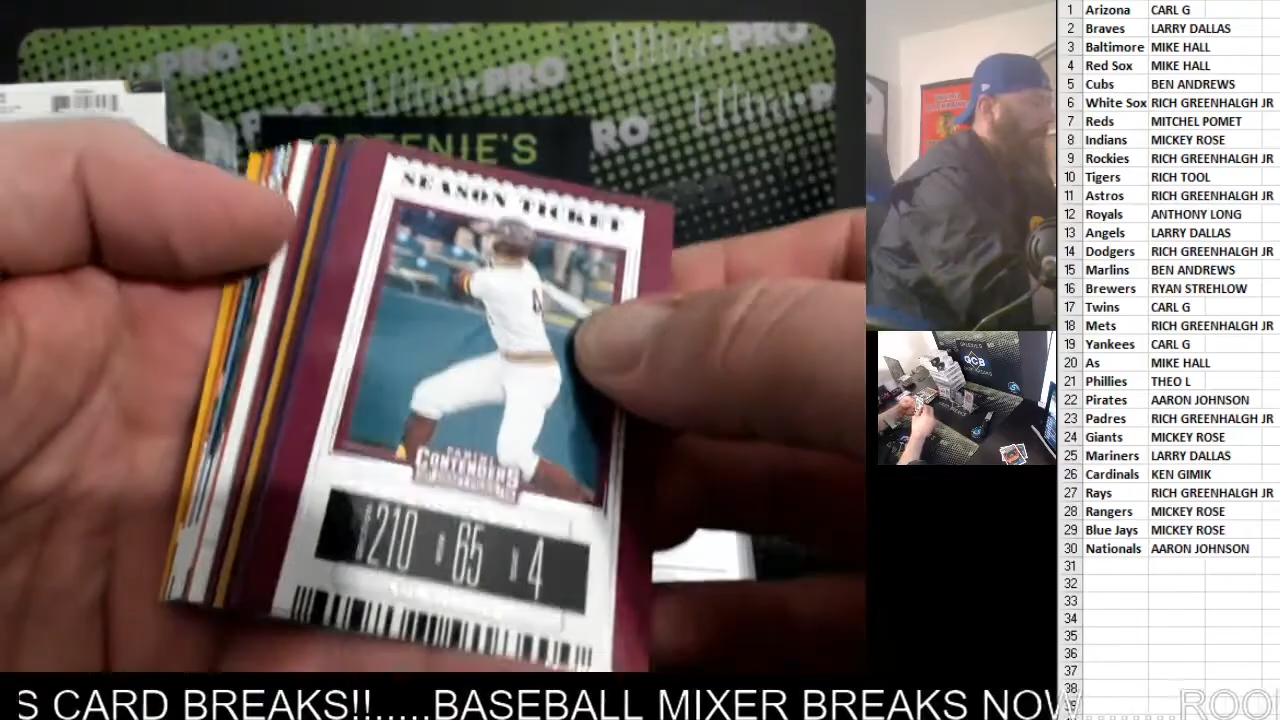 Ultra•PRO
GREENIE'S
SEASON TICKET
PANINI
CONTENDERS
210 65 4
GCB
1 Arizona CARL G
2 Braves LARRY DALLAS
3 Baltimore MIKE HALL
4 Red Sox MIKE HALL
5 Cubs BEN ANDREWS
6 White Sox RICH GREENHALGH JR
7 Reds MITCHEL POMET
8 Indians MICKEY ROSE
9 Rockies RICH GREENHALGH JR
10 Tigers RICH TOOL
11 Astros RICH GREENHALGH JR
12 Royals ANTHONY LONG
13 Angels LARRY DALLAS
14 Dodgers RICH GREENHALGH JR
15 Marlins BEN ANDREWS
16 Brewers RYAN STREHLOW
17 Twins CARL G
18 Mets RICH GREENHALGH JR
19 Yankees CARL G
20 As MIKE HALL
21 Phillies THEO L
22 Pirates AARON JOHNSON
23 Padres RICH GREENHALGH JR
24 Giants MICKEY ROSE
25 Mariners LARRY DALLAS
26 Cardinals KEN GIMIK
27 Rays RICH GREENHALGH JR
28 Rangers MICKEY ROSE
29 Blue Jays MICKEY ROSE
30 Nationals AARON JOHNSON
31
32
33
34
35
36
37
38
S CARD BREAKS!!.....BASEBALL MIXER BREAKS NOW........ROO